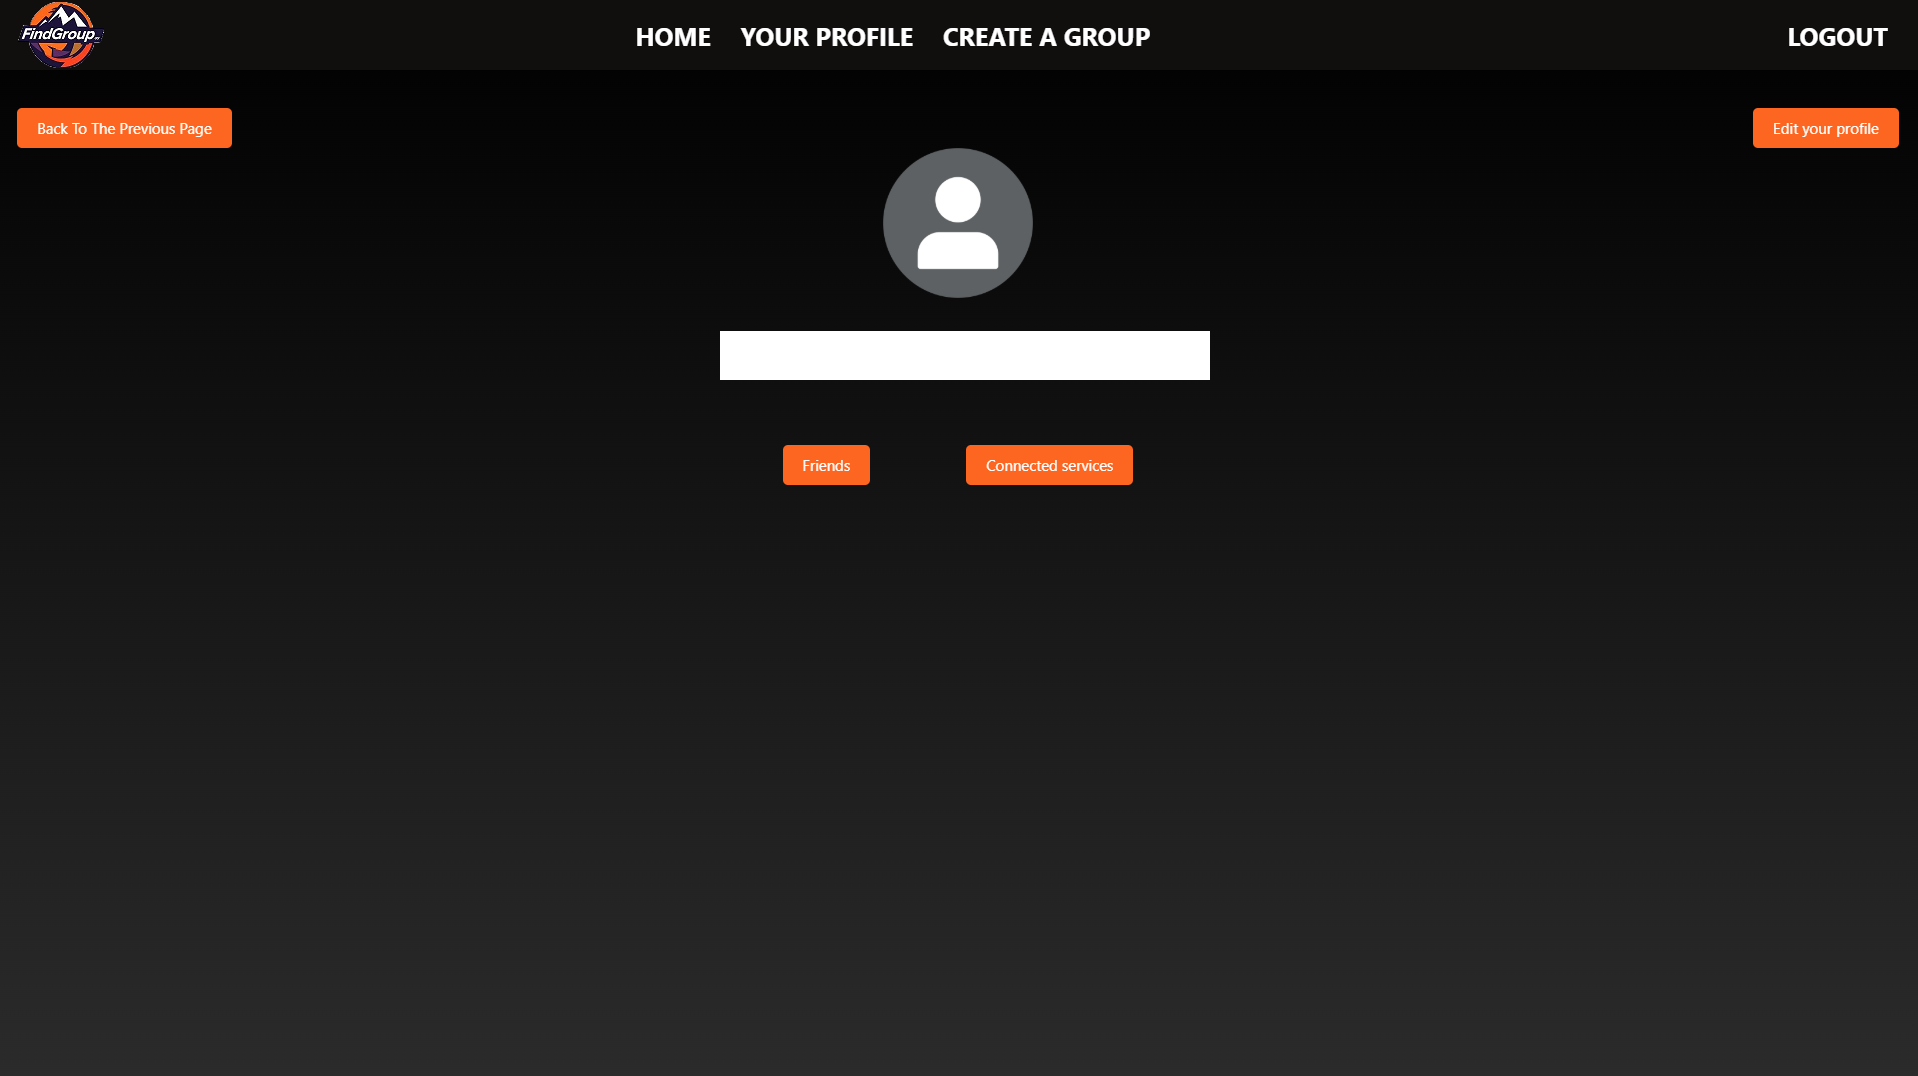 FindGroup
HOME YOUR PROFILE CREATE A GROUP LOGOUT
Back To The Previous Page Edit your profile
Friends Connected services